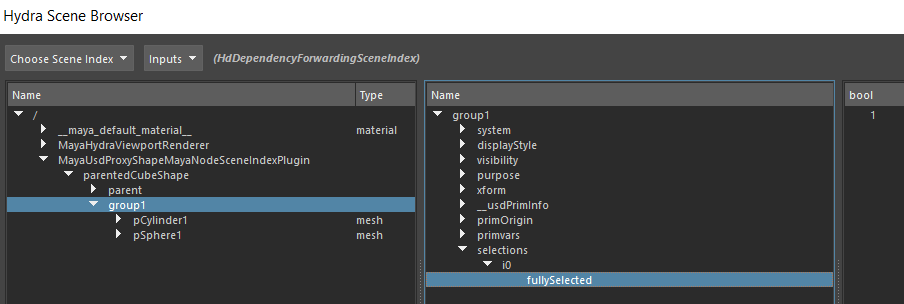 Hydra Scene Browser
Choose Scene Index Inputs (HdDependencyForwardingSceneIndex)
Name Type
/
__maya_default_material__ material
MayaHydraViewportRenderer
MayaUsdProxyShapeMayaNodeSceneIndexPlugin
parentedCubeShape
parent
group1
pCylinder1 mesh
pSphere1 mesh
Name
group1
system
displayStyle
visibility
purpose
xform
__usdPrimInfo
primOrigin
primvars
selections
i0
fullySelected
bool
1